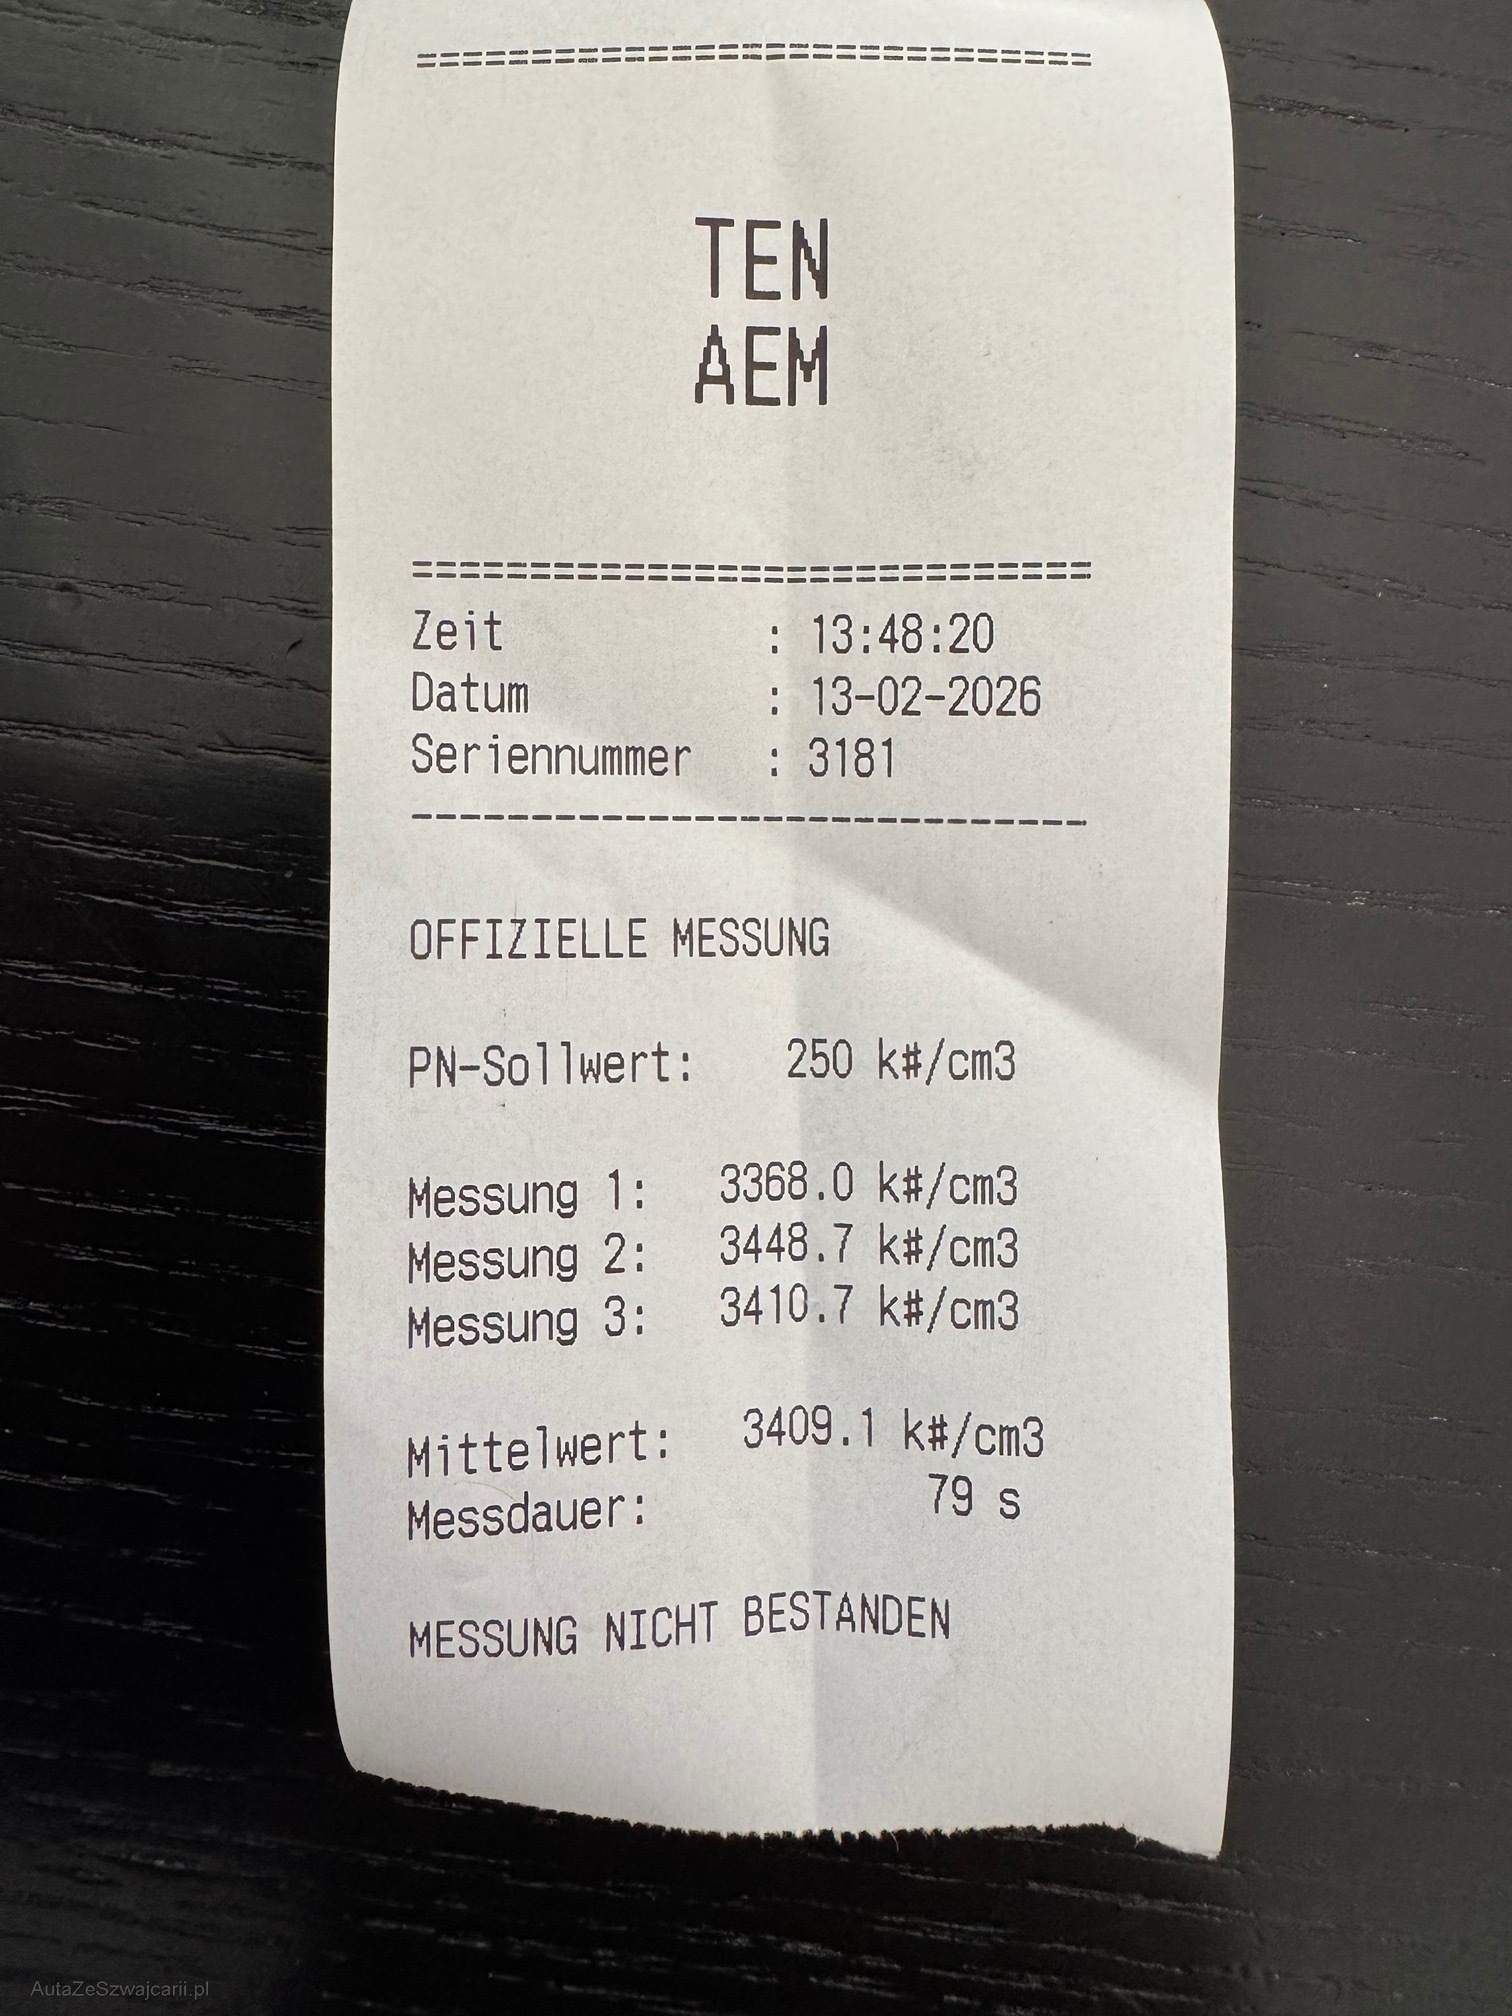 ==============================
TEN
AEM
==============================
Zeit : 13:48:20
Datum : 13-02-2026
Seriennummer : 3181
------------------------------
OFFIZIELLE MESSUNG
PN-Sollwert: 250 k#/cm3
Messung 1: 3368.0 k#/cm3
Messung 2: 3448.7 k#/cm3
Messung 3: 3410.7 k#/cm3
Mittelwert: 3409.1 k#/cm3
Messdauer: 79 s
MESSUNG NICHT BESTANDEN
AutaZeSzwajcarii.pl